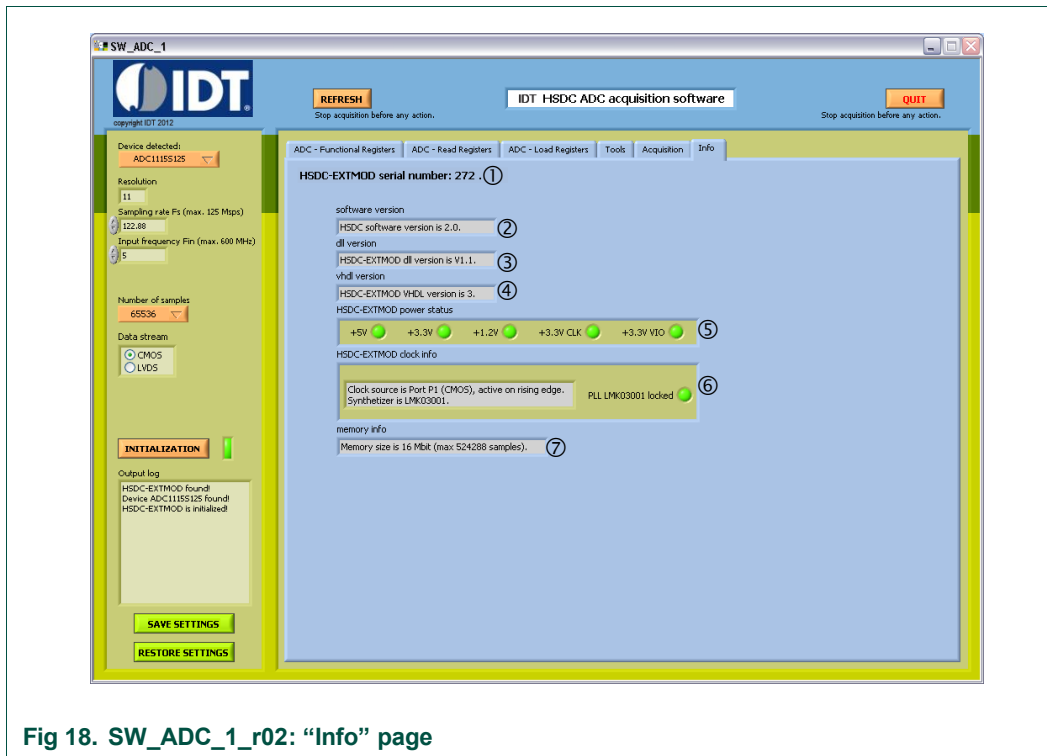 SW_ADC_1
IDT
copyright IDT 2012
REFRESH
Stop acquisition before any action.
IDT HSDC ADC acquisition software
QUIT
Stop acquisition before any action.
Device detected:
ADC1115S125
Resolution
11
Sampling rate Fs (max. 125 Msps)
122.88
Input frequency Fin (max. 600 MHz)
5
Number of samples
65536
Data stream
CMOS
LVDS
INITIALIZATION
Output log
HSDC-EXTMOD found!
Device ADC1115S125 found!
HSDC-EXTMOD is initialized!
SAVE SETTINGS
RESTORE SETTINGS
ADC - Functional Registers ADC - Read Registers ADC - Load Registers Tools Acquisition Info
HSDC-EXTMOD serial number: 272 . ①
software version
HSDC software version is 2.0. ②
dll version
HSDC-EXTMOD dll version is V1.1. ③
vhdl version
HSDC-EXTMOD VHDL version is 3. ④
HSDC-EXTMOD power status
+5V +3.3V +1.2V +3.3V CLK +3.3V VIO ⑤
HSDC-EXTMOD clock info
Clock source is Port P1 (CMOS), active on rising edge.
Synthetizer is LMK03001.
PLL LMK03001 locked ⑥
memory info
Memory size is 16 Mbit (max 524288 samples). ⑦
Fig 18. SW_ADC_1_r02: “Info” page